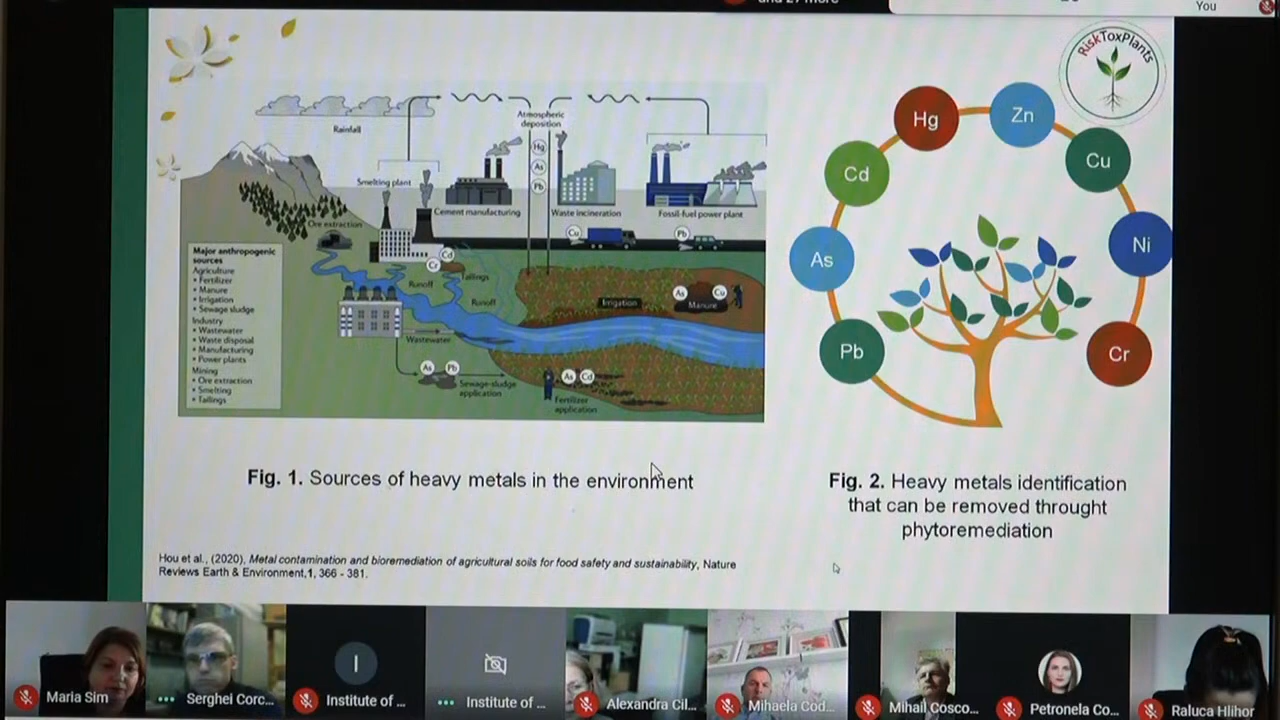 and 27 more
You
RiskToxPlants
Rainfall
Atmospheric
deposition
Hg
As
Pb
Smelting plant
Cement manufacturing
Waste incineration
Fossil-fuel power plant
Ore extraction
Cu
Pb
Cd
Cr
Tailings
Runoff
Runoff
Irrigation
As
Cu
Manure
Major anthropogenic
sources
Agriculture
• Fertilizer
• Manure
• Irrigation
• Sewage sludge
Industry
• Wastewater
• Waste disposal
• Manufacturing
• Power plants
Mining
• Ore extraction
• Smelting
• Tailings
Wastewater
As
Pb
Sewage-sludge
application
As
Cd
Fertilizer
application
Hg
Zn
Cd
Cu
As
Ni
Pb
Cr
Fig. 1. Sources of heavy metals in the environment
Fig. 2. Heavy metals identification
that can be removed throught
phytoremediation
Hou et al., (2020), Metal contamination and bioremediation of agricultural soils for food safety and sustainability, Nature
Reviews Earth & Environment,1, 366 - 381.
I
Maria Sim
Serghei Corc...
Institute of ...
Institute of ...
Alexandra Cil...
Mihaela Cod...
Mihail Cosco...
Petronela Co...
Raluca Hlihor